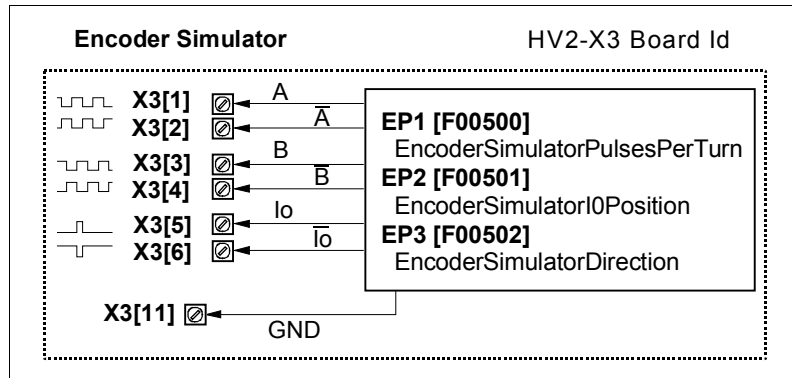 Encoder Simulator HV2-X3 Board Id
X3[1] A
X3[2] A̅
X3[3] B
X3[4] B̅
X3[5] Io
X3[6] I̅o̅
X3[11] GND
EP1 [F00500]
EncoderSimulatorPulsesPerTurn
EP2 [F00501]
EncoderSimulatorI0Position
EP3 [F00502]
EncoderSimulatorDirection